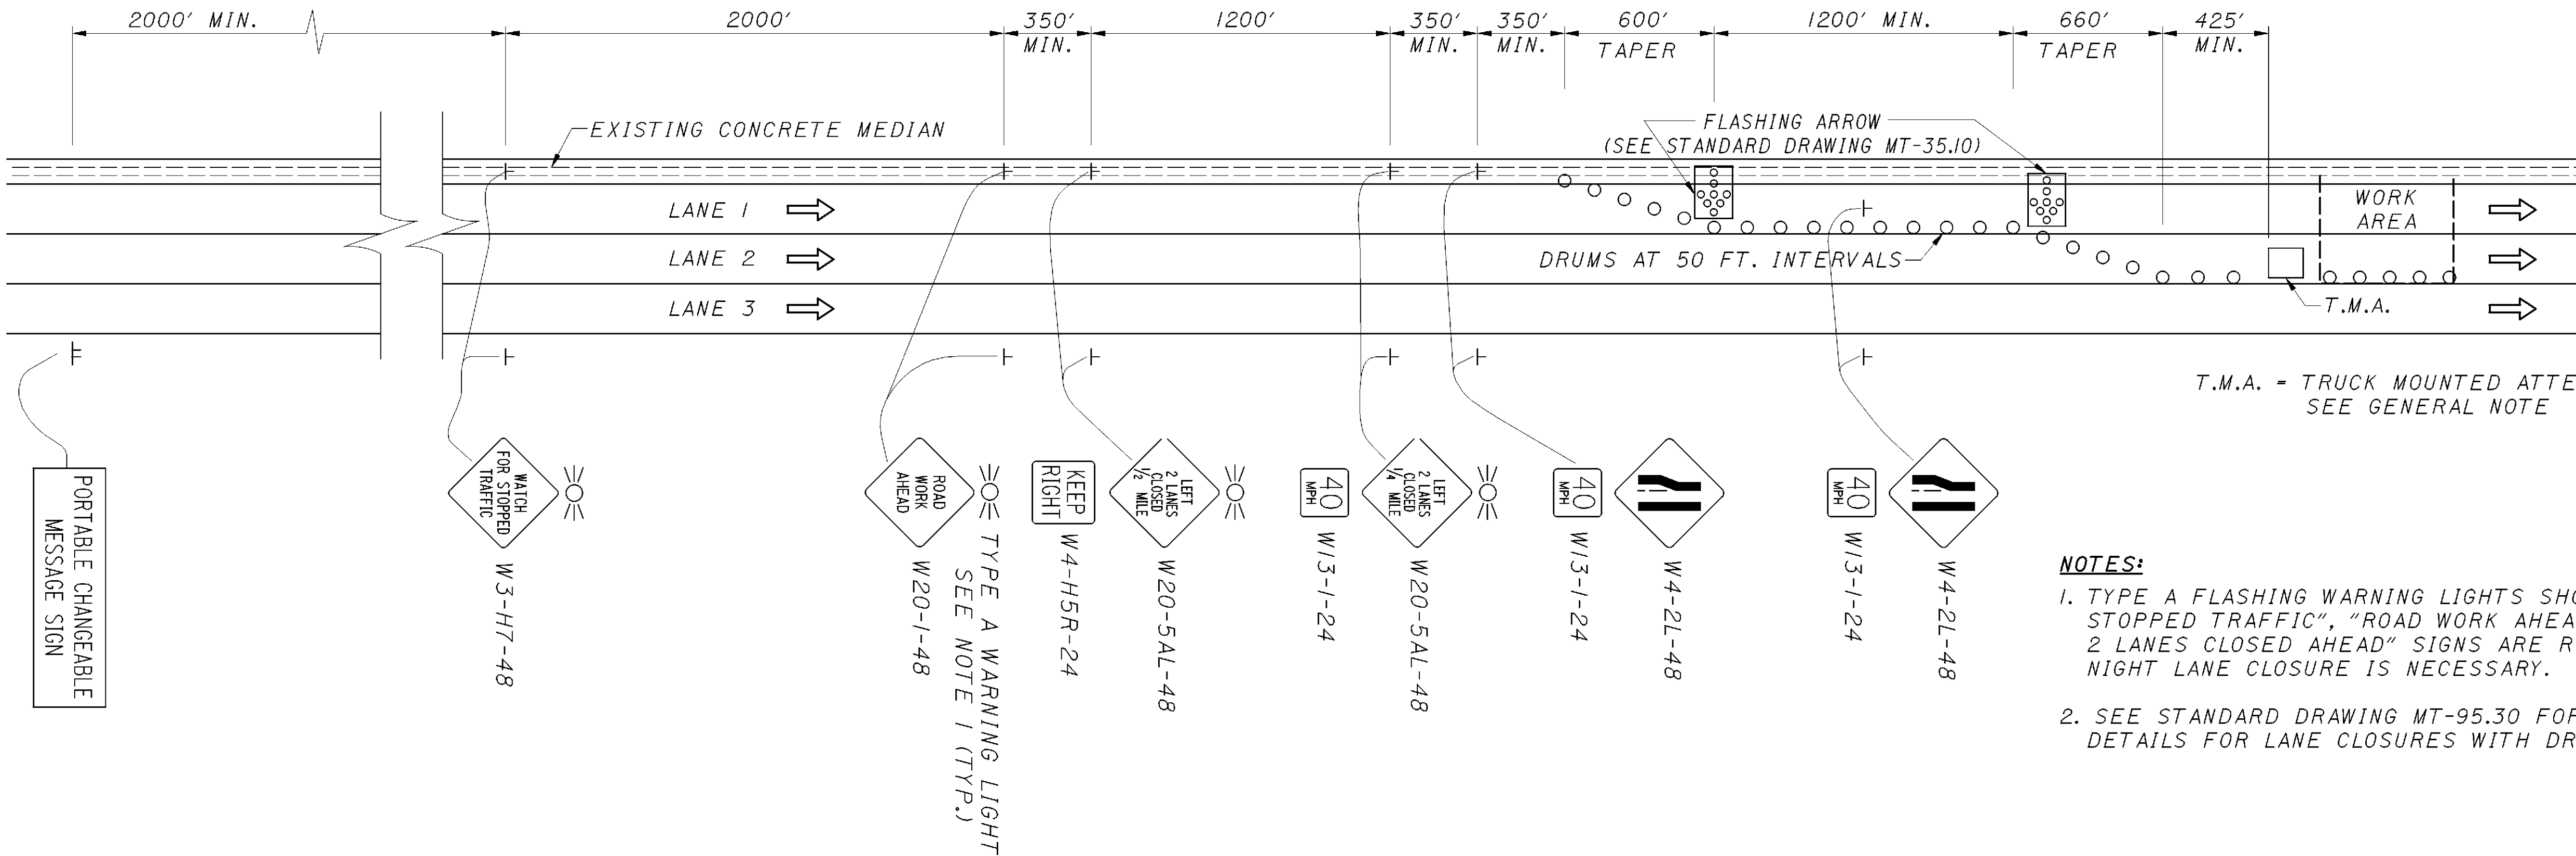 2000' MIN.
2000'
350'
MIN.
1200'
350'
MIN.
350'
MIN.
600'
TAPER
1200' MIN.
660'
TAPER
425'
MIN.
EXISTING CONCRETE MEDIAN
FLASHING ARROW
(SEE STANDARD DRAWING MT-35.10)
LANE 1
LANE 2
LANE 3
DRUMS AT 50 FT. INTERVALS
WORK
AREA
T.M.A.
T.M.A. = TRUCK MOUNTED ATTE
SEE GENERAL NOTE
PORTABLE CHANGEABLE
MESSAGE SIGN
WATCH
FOR STOPPED
TRAFFIC
W3-H7-48
ROAD
WORK
AHEAD
W20-1-48
TYPE A WARNING LIGHT
SEE NOTE 1 (TYP.)
KEEP
RIGHT
W4-H5R-24
LEFT
2 LANES
CLOSED
1/2 MILE
W20-5AL-48
40
MPH
W13-1-24
LEFT
2 LANES
CLOSED
1/4 MILE
W20-5AL-48
40
MPH
W13-1-24
W4-2L-48
40
MPH
W13-1-24
W4-2L-48
NOTES:
1. TYPE A FLASHING WARNING LIGHTS SHO
STOPPED TRAFFIC", "ROAD WORK AHEA
2 LANES CLOSED AHEAD" SIGNS ARE R
NIGHT LANE CLOSURE IS NECESSARY.
2. SEE STANDARD DRAWING MT-95.30 FOR
DETAILS FOR LANE CLOSURES WITH DR